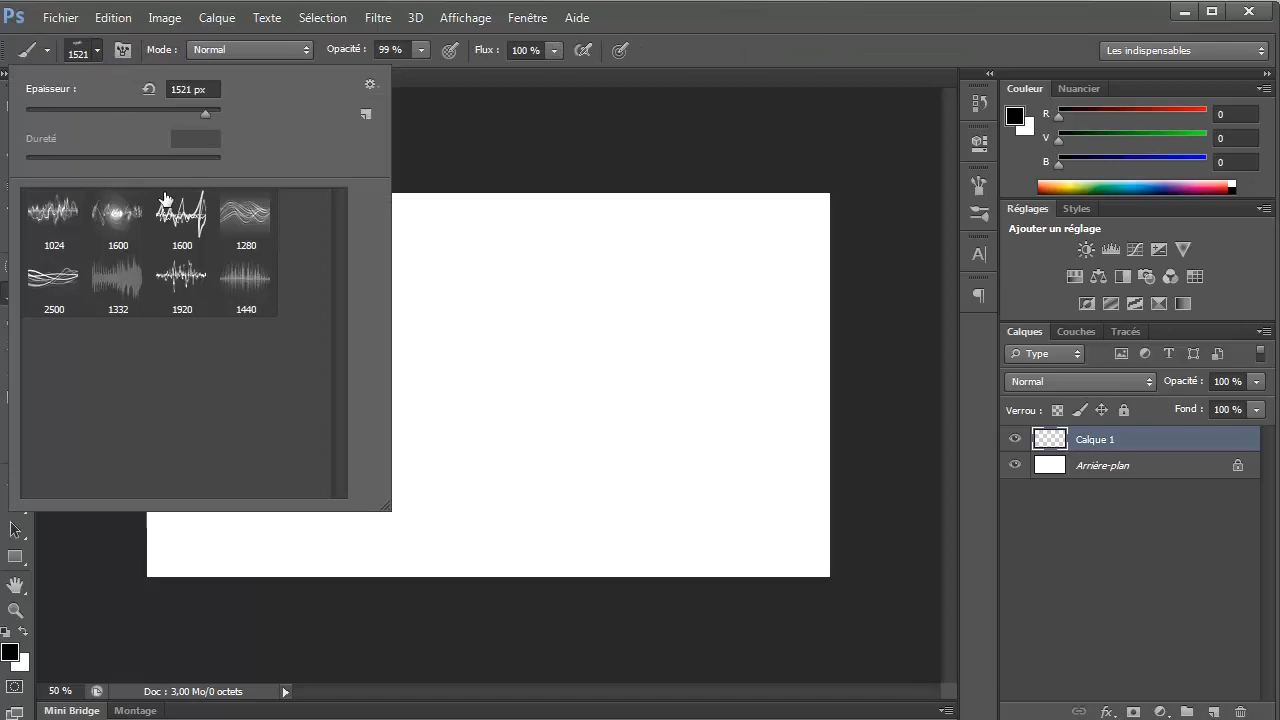 Ps Fichier Edition Image Calque Texte Sélection Filtre 3D Affichage Fenêtre Aide
1521 Mode : Normal Opacité : 99 % Flux : 100 % Les indispensables
Epaisseur : 1521 px
Dureté
1024 1600 1600 1280
2500 1332 1920 1440
Couleur Nuancier
R 0
V 0
B 0
Réglages Styles
Ajouter un réglage
Calques Couches Tracés
Type
Normal Opacité : 100 %
Verrou : Fond : 100 %
Calque 1
Arrière-plan
50 % Doc : 3,00 Mo/0 octets
Mini Bridge Montage